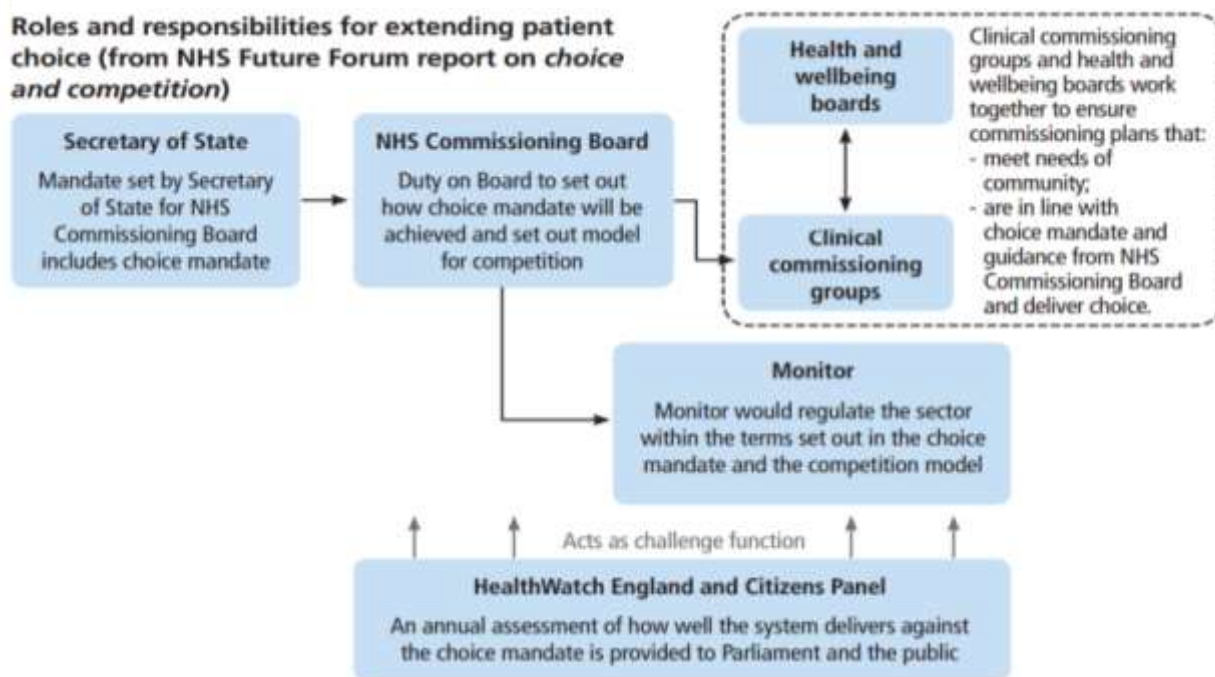 Roles and responsibilities for extending patient
choice (from NHS Future Forum report on choice
and competition)
Secretary of State
Mandate set by Secretary
of State for NHS
Commissioning Board
includes choice mandate
NHS Commissioning Board
Duty on Board to set out
how choice mandate will be
achieved and set out model
for competition
Health and
wellbeing
boards
Clinical
commissioning
groups
Clinical commissioning
groups and health and
wellbeing boards work
together to ensure
commissioning plans that:
- meet needs of
community;
- are in line with
choice mandate and
guidance from NHS
Commissioning Board
and deliver choice.
Monitor
Monitor would regulate the sector
within the terms set out in the choice
mandate and the competition model
Acts as challenge function
HealthWatch England and Citizens Panel
An annual assessment of how well the system delivers against
the choice mandate is provided to Parliament and the public